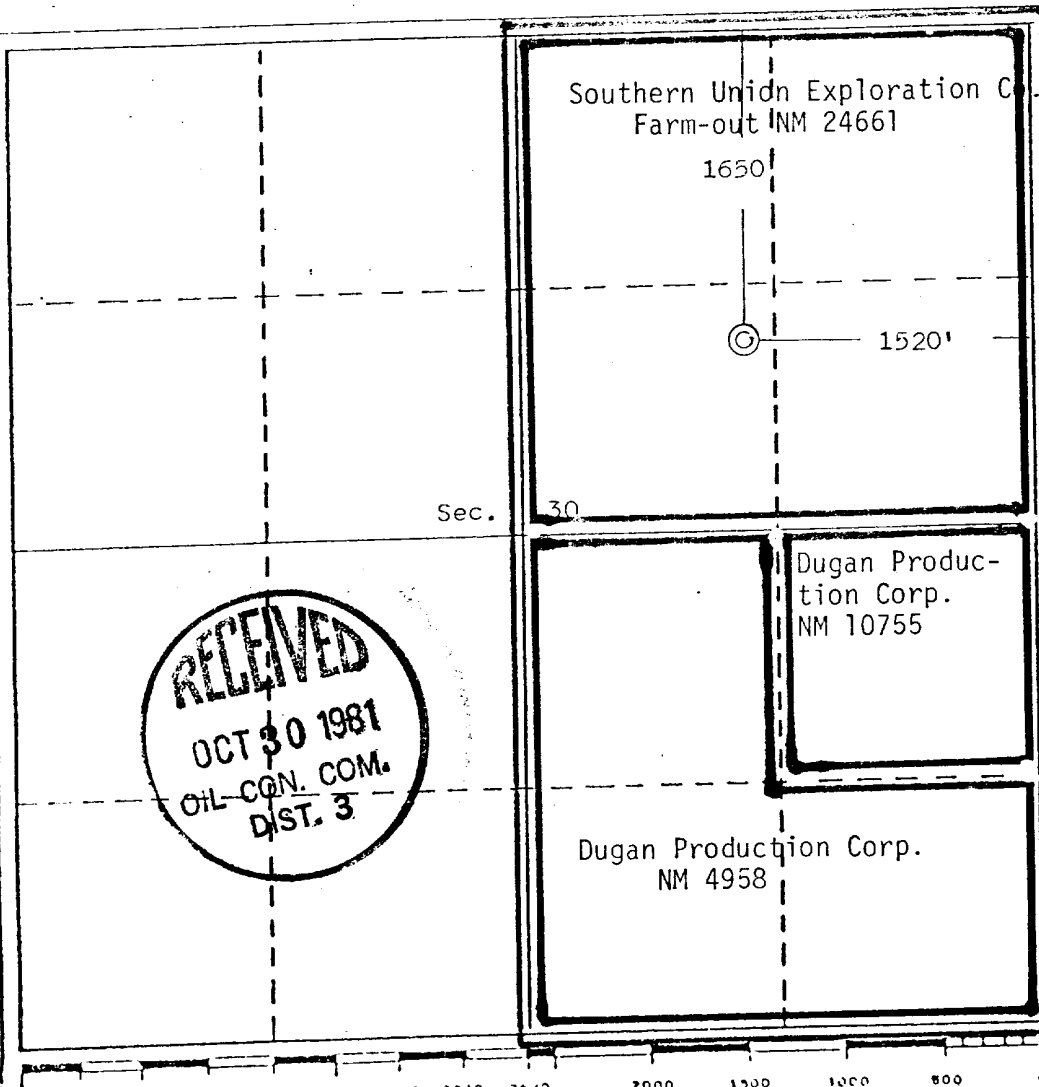 Southern Union Exploration C
Farm-out NM 24661
1650'
1520'
Sec. 30
Dugan Produc-
tion Corp.
NM 10755
RECEIVED
OCT 30 1981
OIL CON. COM.
DIST. 3
Dugan Production Corp.
NM 4958
2000 1500 1000 500